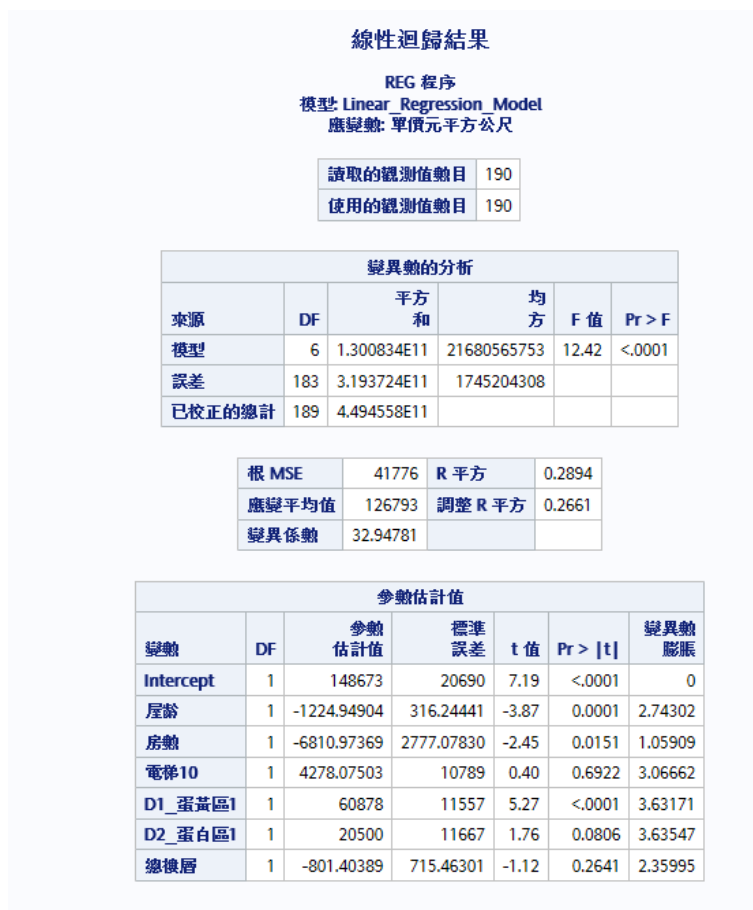 線性迴歸結果
REG 程序
模型: Linear_Regression_Model
應變數: 單價元平方公尺
讀取的觀測值數目 190
使用的觀測值數目 190
變異數的分析
來源 DF 平方和 均方 F 值 Pr > F
模型 6 1.300834E11 21680565753 12.42 <.0001
誤差 183 3.193724E11 1745204308
已校正的總計 189 4.494558E11
根 MSE 41776 R 平方 0.2894
應變平均值 126793 調整 R 平方 0.2661
變異係數 32.94781
參數估計值
變數 DF 參數估計值 標準誤差 t 值 Pr > |t| 變異數膨脹
Intercept 1 148673 20690 7.19 <.0001 0
屋齡 1 -1224.94904 316.24441 -3.87 0.0001 2.74302
房數 1 -6810.97369 2777.07830 -2.45 0.0151 1.05909
電梯10 1 4278.07503 10789 0.40 0.6922 3.06662
D1_蛋黃區1 1 60878 11557 5.27 <.0001 3.63171
D2_蛋白區1 1 20500 11667 1.76 0.0806 3.63547
總樓層 1 -801.40389 715.46301 -1.12 0.2641 2.35995